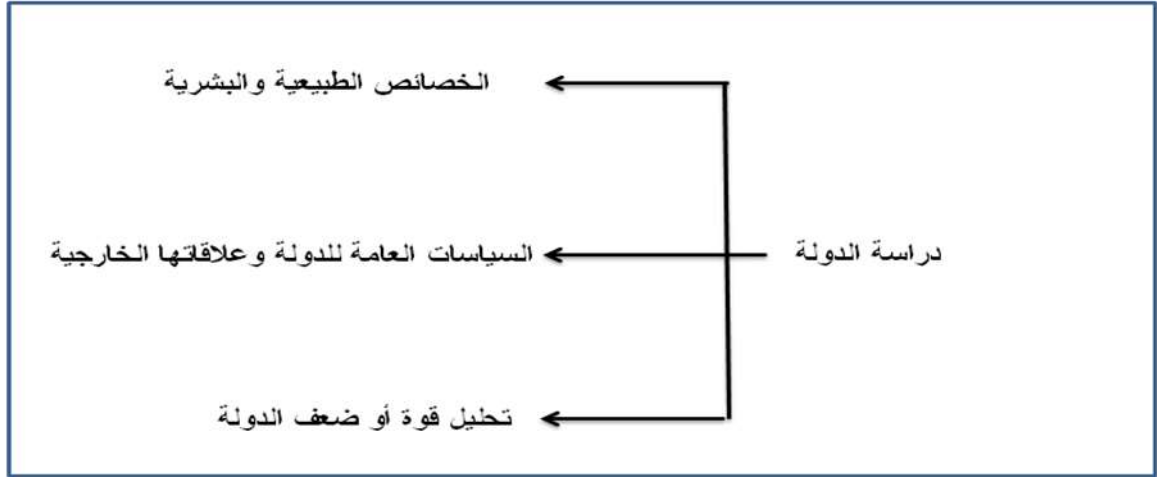 الخصائص الطبيعية والبشرية
دراسة الدولة
السياسات العامة للدولة وعلاقاتها الخارجية
تحليل قوة أو ضعف الدولة